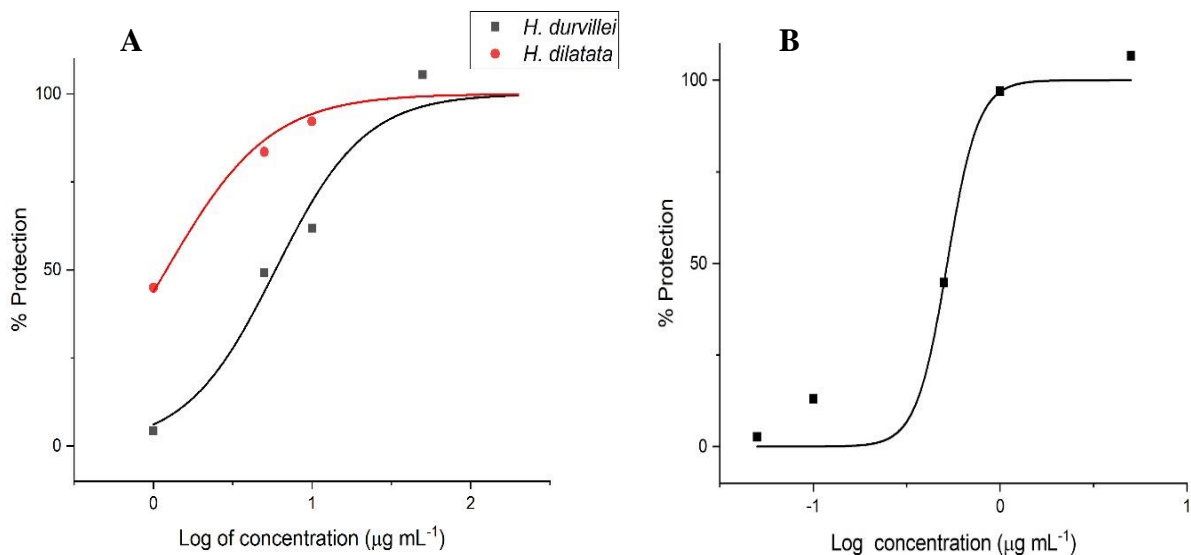 A
H. durvillei
H. dilatata
% Protection
100
50
0
0
1
2
Log of concentration (µg mL⁻¹)
B
% Protection
100
50
0
-1
0
1
Log concentration (µg mL⁻¹)